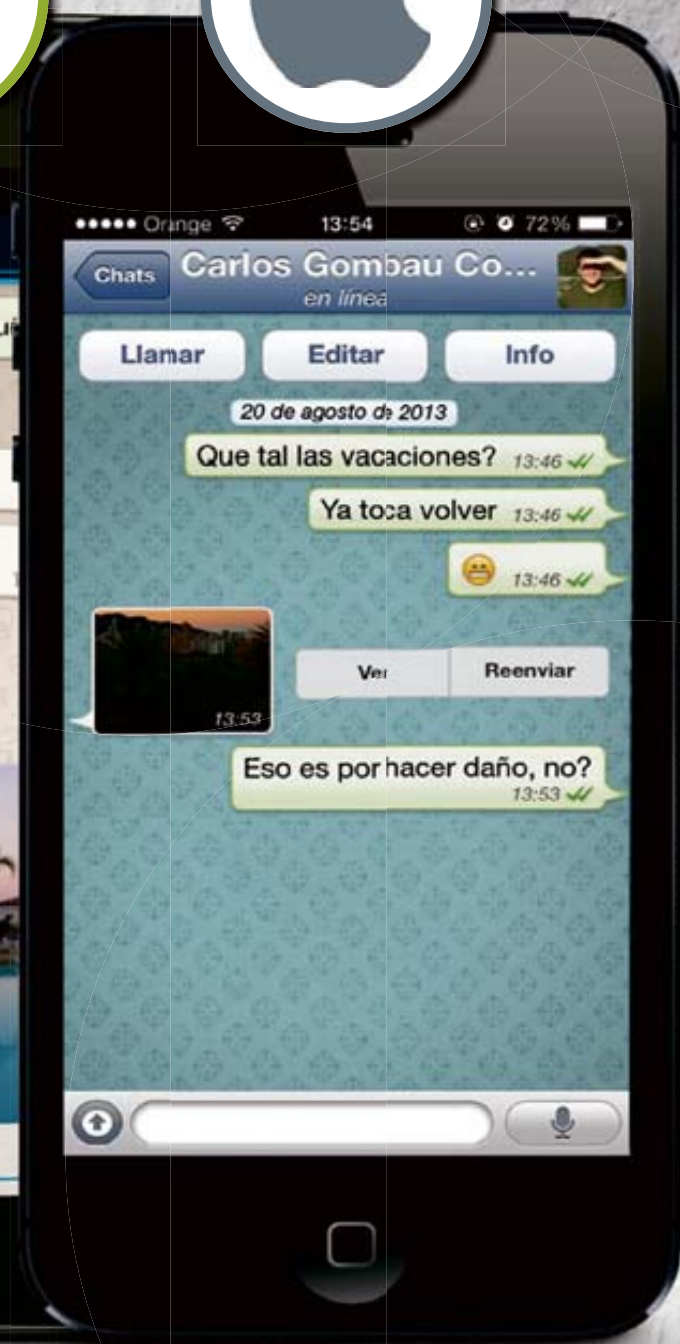 Orange 13:54 72%
Chats Carlos Gombau Co...
en línea
Llamar Editar Info
20 de agosto de 2013
Que tal las vacaciones? 13:46
Ya toca volver 13:46
13:46
Ver Reenviar
13:53
Eso es por hacer daño, no?
13:53